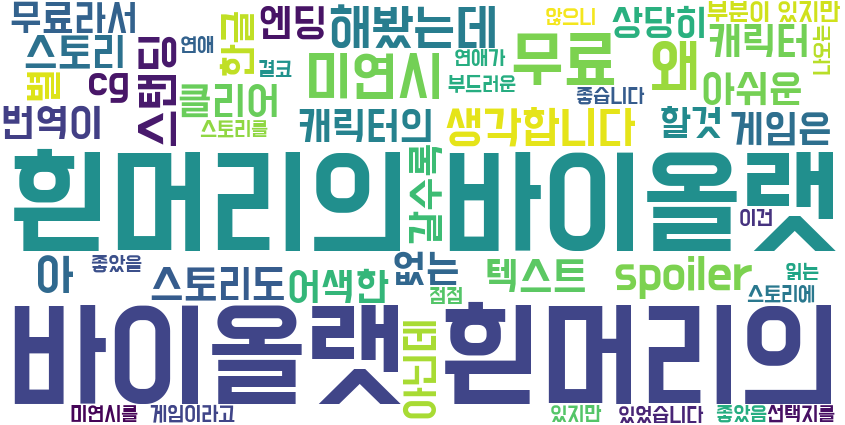 무료라서 연애 엔딩 해봤는데 않으니 상당히 부분이 있지만
스토리 한글 결코 미연시 연애가 무료 왜 캐릭터 나오는
별 cg 스탠딩 클리어 부드러운 좋습니다 아쉬운
번역이 스토리를 캐릭터의 생각합니다 할것 게임은
흰머리의 갈수록 바이올랫 이건
아 좋았을 스토리도 어색한 없는 점점 텍스트 spoiler 읽는 스토리에
바이올랫 아닌데 흰머리의
미연시를 게임이라고 있지만 있었습니다 좋았음 선택지를